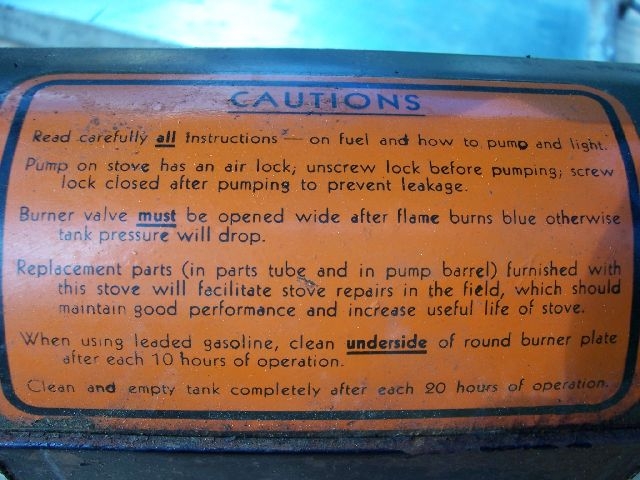 CAUTIONS
Read carefully all instructions — on fuel and how to pump and light.
Pump on stove has an air lock; unscrew lock before pumping; screw
lock closed after pumping to prevent leakage.
Burner valve must be opened wide after flame burns blue otherwise
tank pressure will drop.
Replacement parts (in parts tube and in pump barrel) furnished with
this stove will facilitate stove repairs in the field, which should
maintain good performance and increase useful life of stove.
When using leaded gasoline, clean underside of round burner plate
after each 10 hours of operation.
Clean and empty tank completely after each 20 hours of operation.